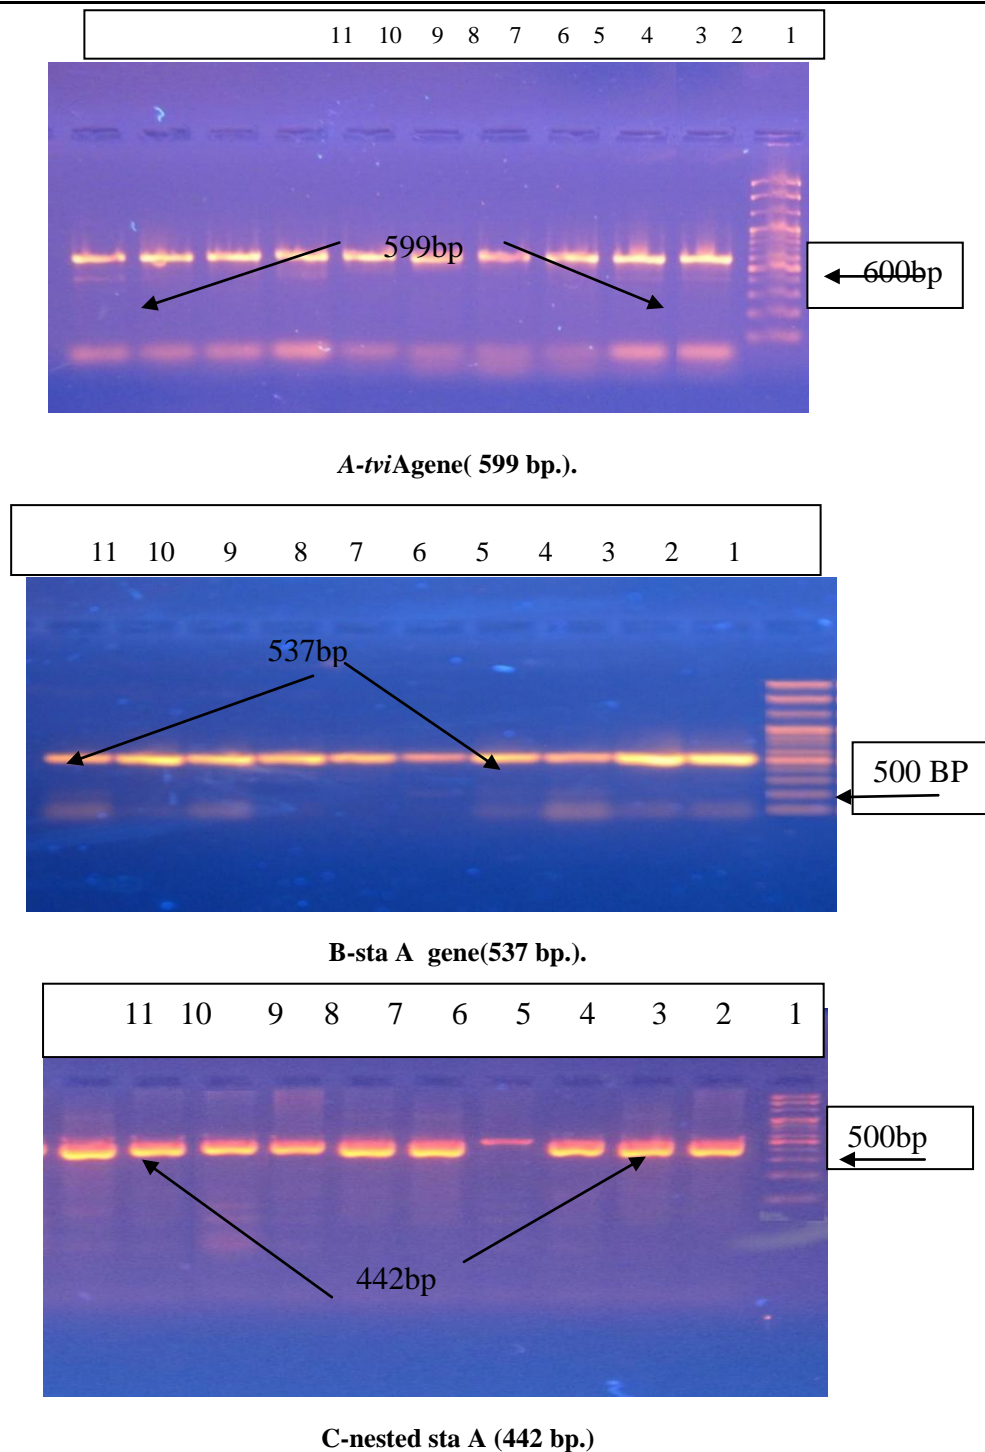 11 10 9 8 7 6 5 4 3 2 1
599bp
600bp
A-tviAgene( 599 bp.).
11 10 9 8 7 6 5 4 3 2 1
537bp
500 BP
B-sta A gene(537 bp.).
11 10 9 8 7 6 5 4 3 2 1
500bp
442bp
C-nested sta A (442 bp.)